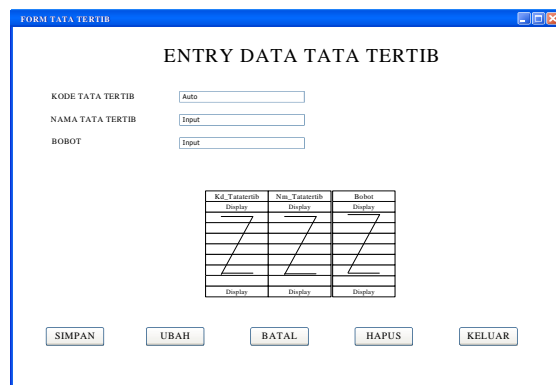 FORM TATA TERTIB
ENTRY DATA TATA TERTIB
KODE TATA TERTIB Auto
NAMA TATA TERTIB Input
BOBOT Input
Kd_Tatatertib Nm_Tatatertib Bobot
Display Display Display
Display Display Display
SIMPAN UBAH BATAL HAPUS KELUAR